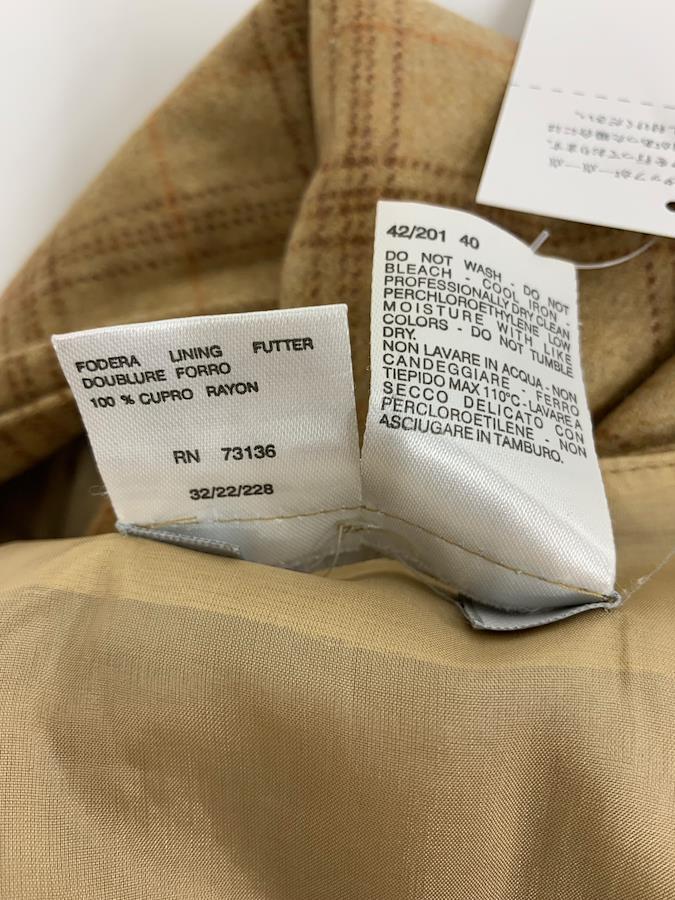 FODERA LINING FUTTER
DOUBLURE FORRO
100 % CUPRO RAYON
RN 73136
32/22/228
42/201 40
DO NOT WASH - DO NOT
BLEACH - COOL IRON -
PROFESSIONALLY DRY CLEAN
PERCHLOROETHYLENE LOW
MOISTURE WITH LIKE
COLORS - DO NOT TUMBLE
DRY.
NON LAVARE IN ACQUA - NON
CANDEGGIARE - FERRO
TIEPIDO MAX 110°C - LAVARE A
SECCO DELICATO CON
PERCLOROETILENE - NON
ASCIUGARE IN TAMBURO.